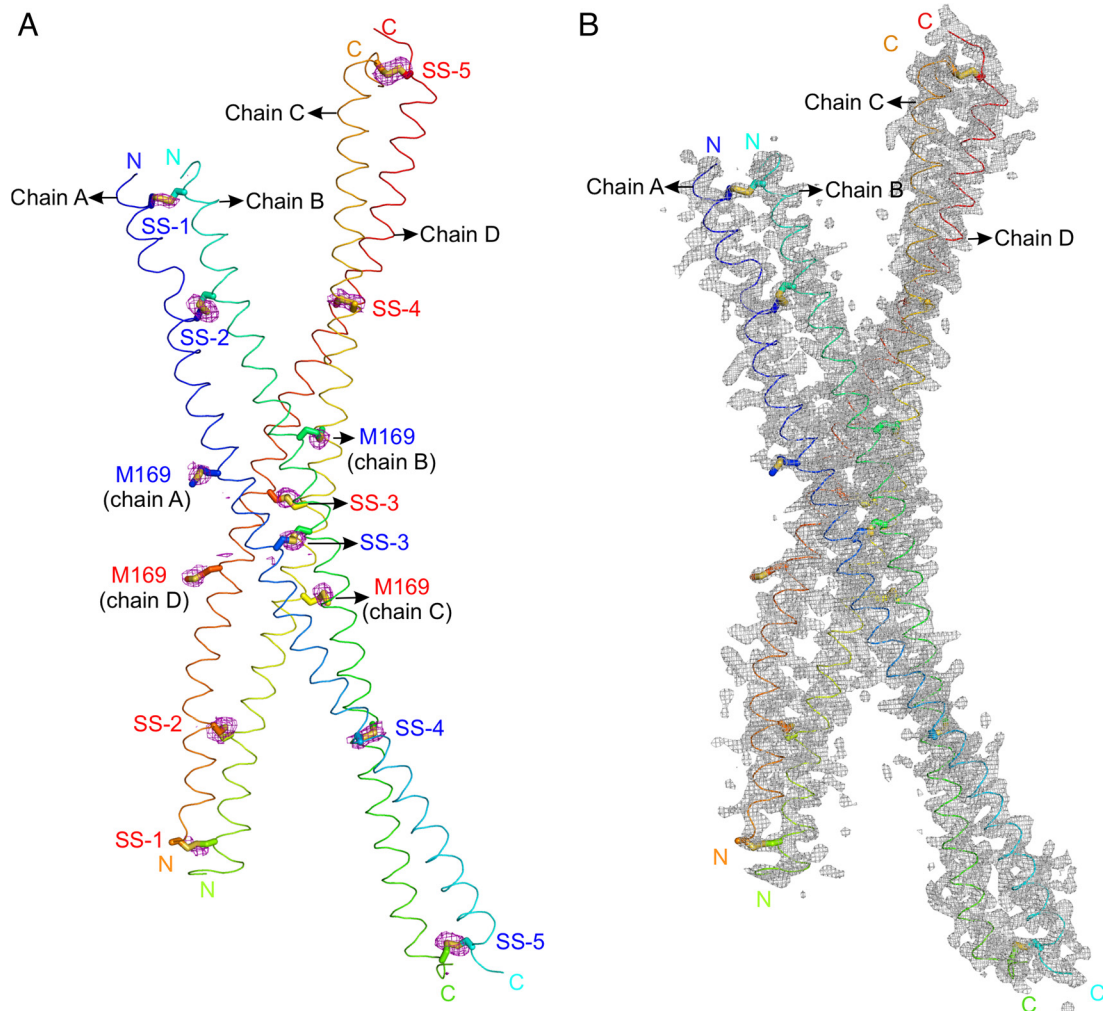 A
C
C
SS-5
Chain C
N
N
Chain A
Chain B
SS-1
Chain D
SS-2
SS-4
M169
(chain B)
M169
(chain A)
SS-3
SS-3
M169
(chain D)
M169
(chain C)
SS-2
SS-4
SS-1
N
N
SS-5
C
C
B
C
C
Chain C
N
N
Chain A
Chain B
Chain D
N
N
C
C